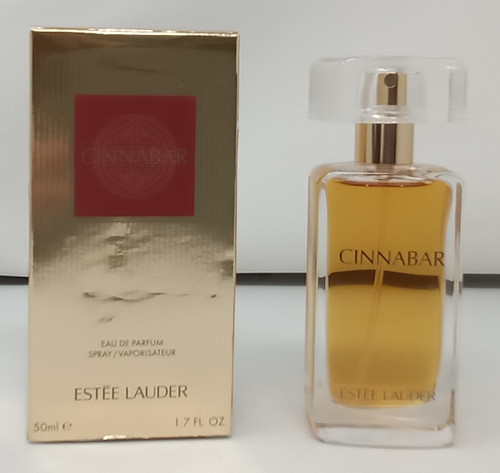 CINNABAR
EAU DE PARFUM
SPRAY/VAPORISATEUR
ESTĒE LAUDER
50ml ℮ 1.7 FL. OZ
CINNABAR
ESTĒE LAUDER